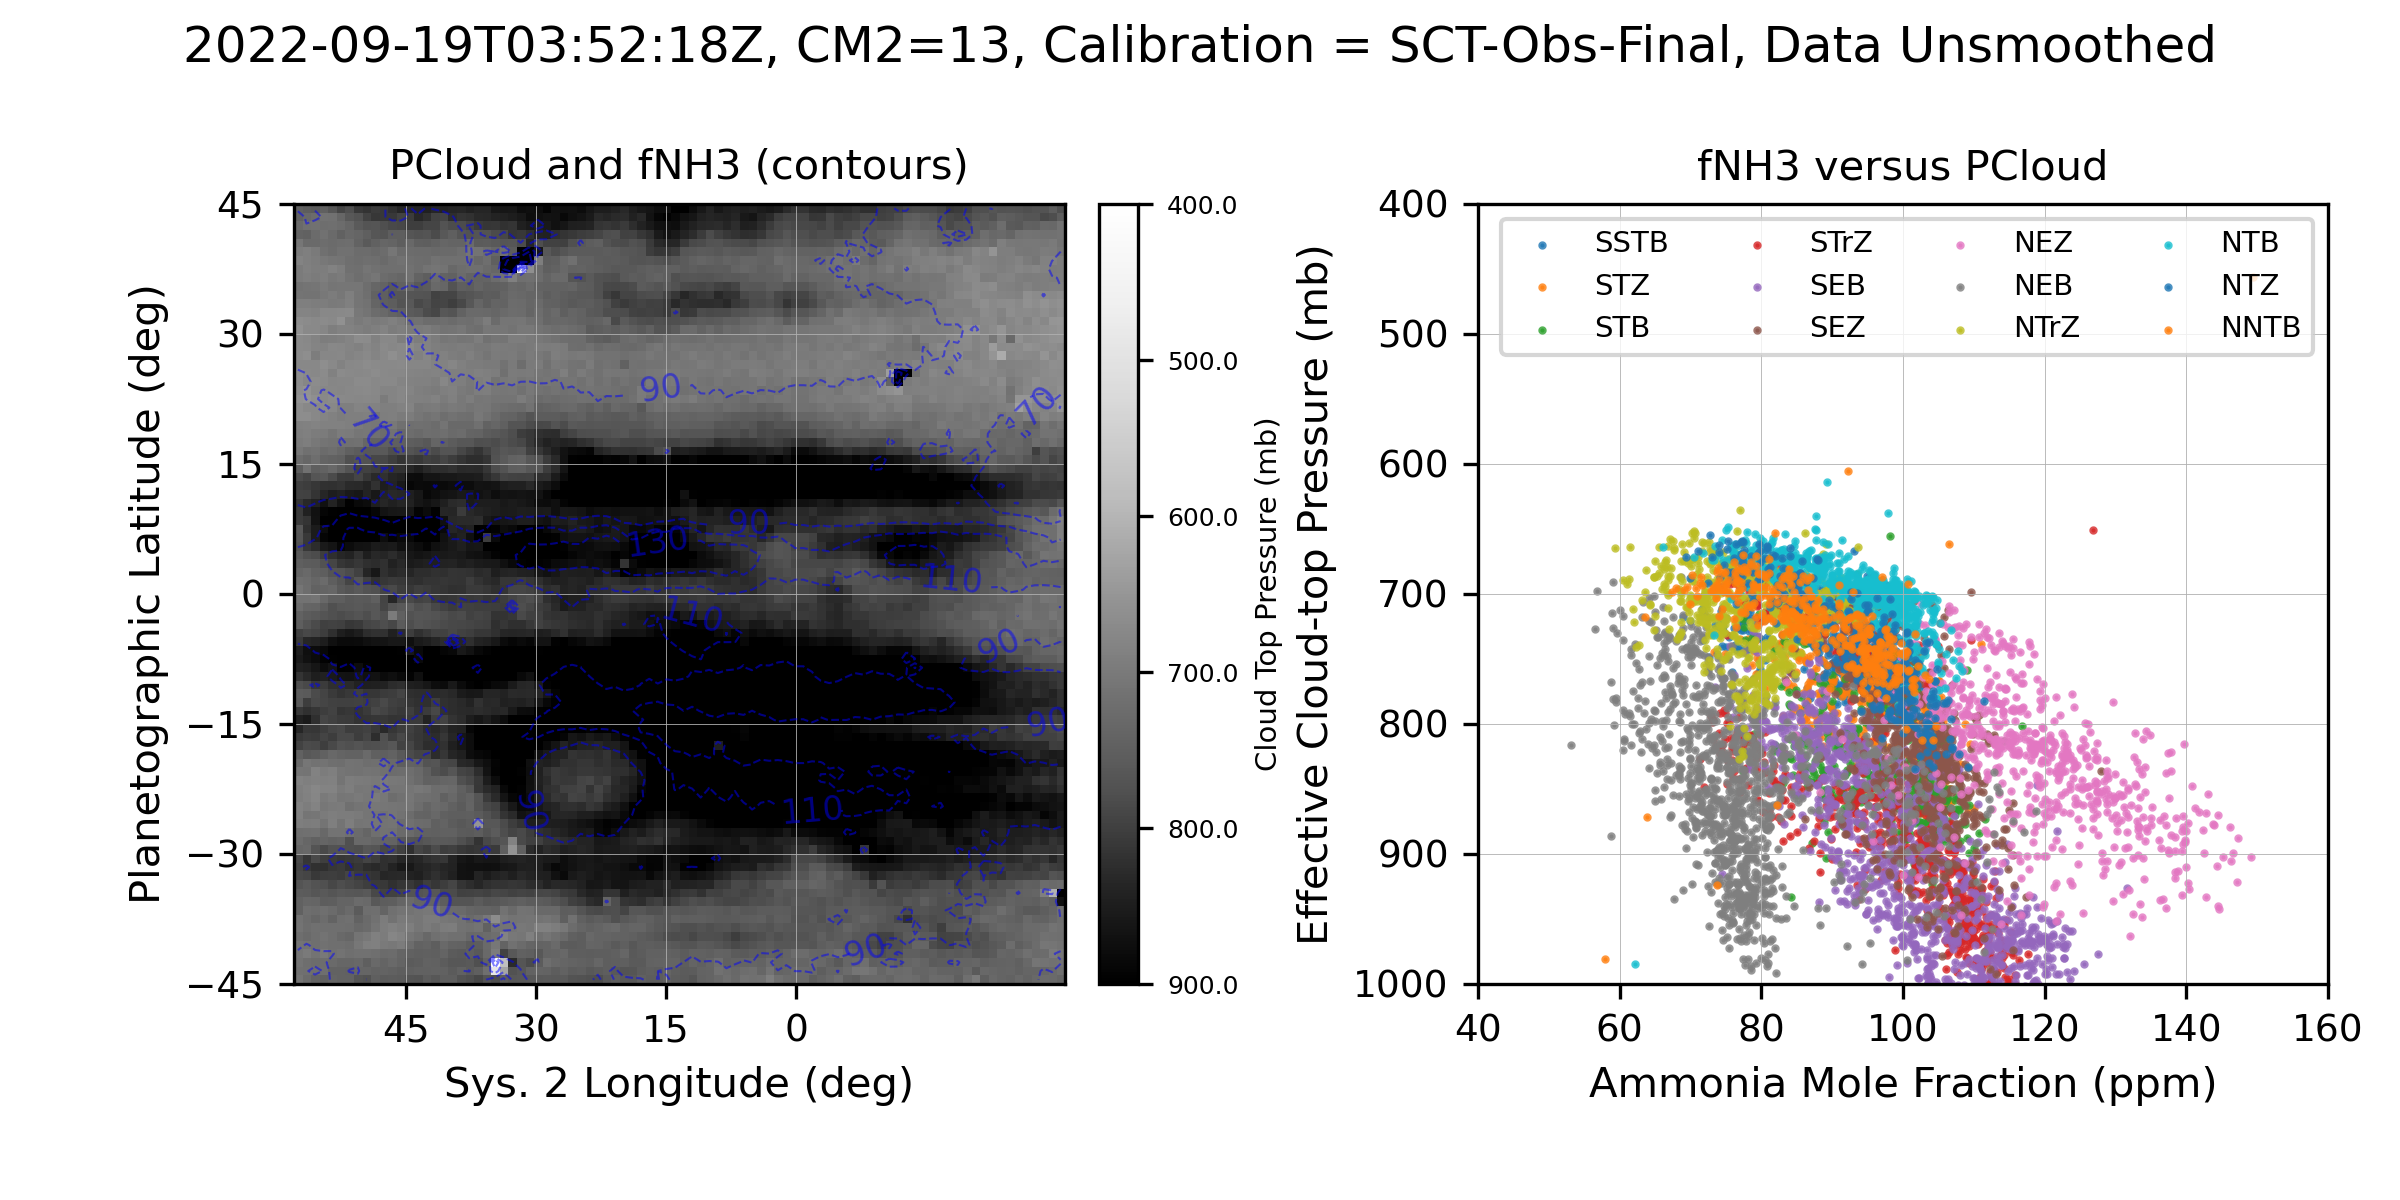 2022-09-19T03:52:18Z, CM2=13, Calibration = SCT-Obs-Final, Data Unsmoothed
PCloud and fNH3 (contours)
45
30
15
0
−15
−30
−45
Planetographic Latitude (deg)
45
30
15
0
Sys. 2 Longitude (deg)
90
70
70
90
130
110
110
90
90
90
110
90
90
400.0
500.0
600.0
700.0
800.0
900.0
Cloud Top Pressure (mb)
fNH3 versus PCloud
400
500
600
700
800
900
1000
Effective Cloud-top Pressure (mb)
SSTB
STZ
STB
STrZ
SEB
SEZ
NEZ
NEB
NTrZ
NTB
NTZ
NNTB
40
60
80
100
120
140
160
Ammonia Mole Fraction (ppm)